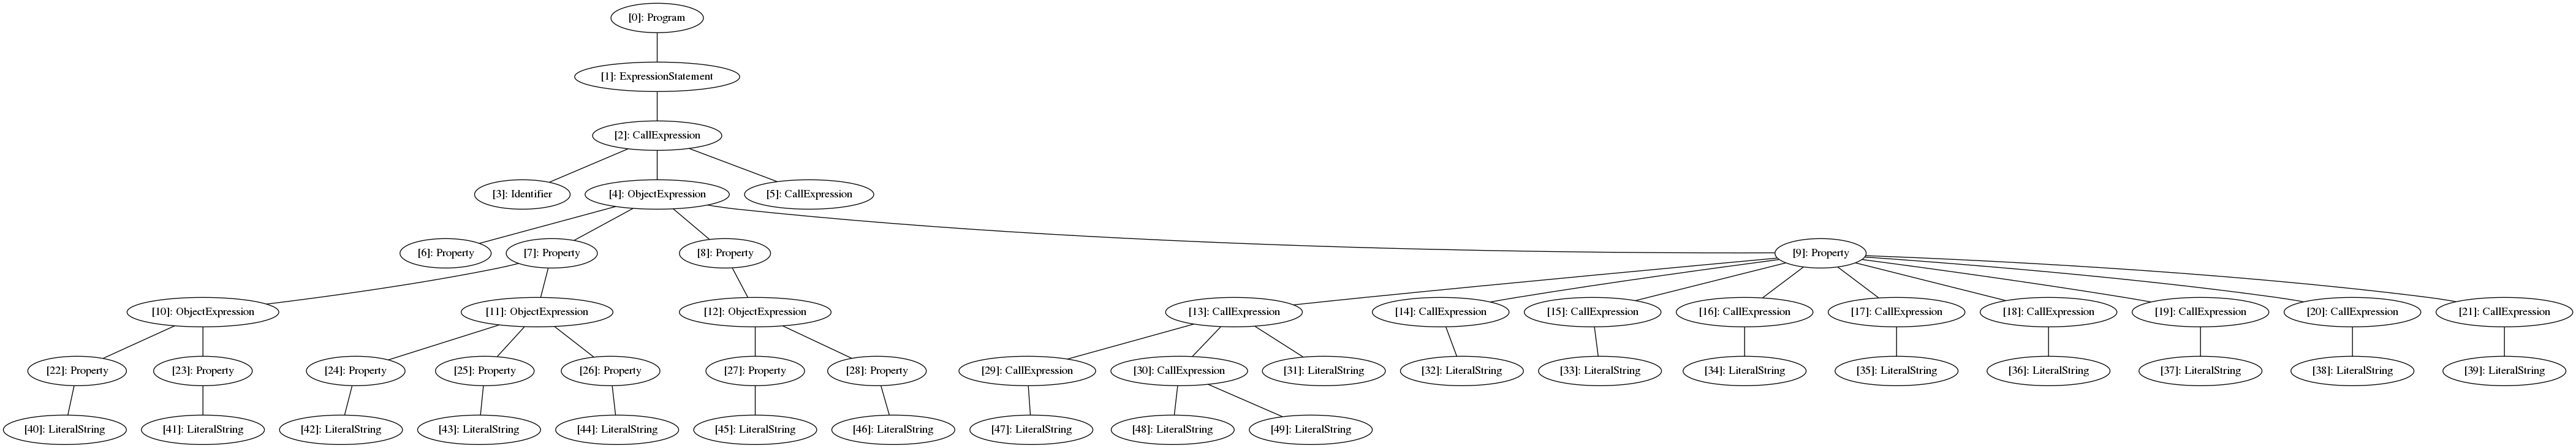 [0]: Program
[1]: ExpressionStatement
[2]: CallExpression
[3]: Identifier
[4]: ObjectExpression
[5]: CallExpression
[6]: Property
[7]: Property
[8]: Property
[9]: Property
[10]: ObjectExpression
[11]: ObjectExpression
[12]: ObjectExpression
[13]: CallExpression
[14]: CallExpression
[15]: CallExpression
[16]: CallExpression
[17]: CallExpression
[18]: CallExpression
[19]: CallExpression
[20]: CallExpression
[21]: CallExpression
[22]: Property
[23]: Property
[24]: Property
[25]: Property
[26]: Property
[27]: Property
[28]: Property
[29]: CallExpression
[30]: CallExpression
[31]: LiteralString
[32]: LiteralString
[33]: LiteralString
[34]: LiteralString
[35]: LiteralString
[36]: LiteralString
[37]: LiteralString
[38]: LiteralString
[39]: LiteralString
[40]: LiteralString
[41]: LiteralString
[42]: LiteralString
[43]: LiteralString
[44]: LiteralString
[45]: LiteralString
[46]: LiteralString
[47]: LiteralString
[48]: LiteralString
[49]: LiteralString